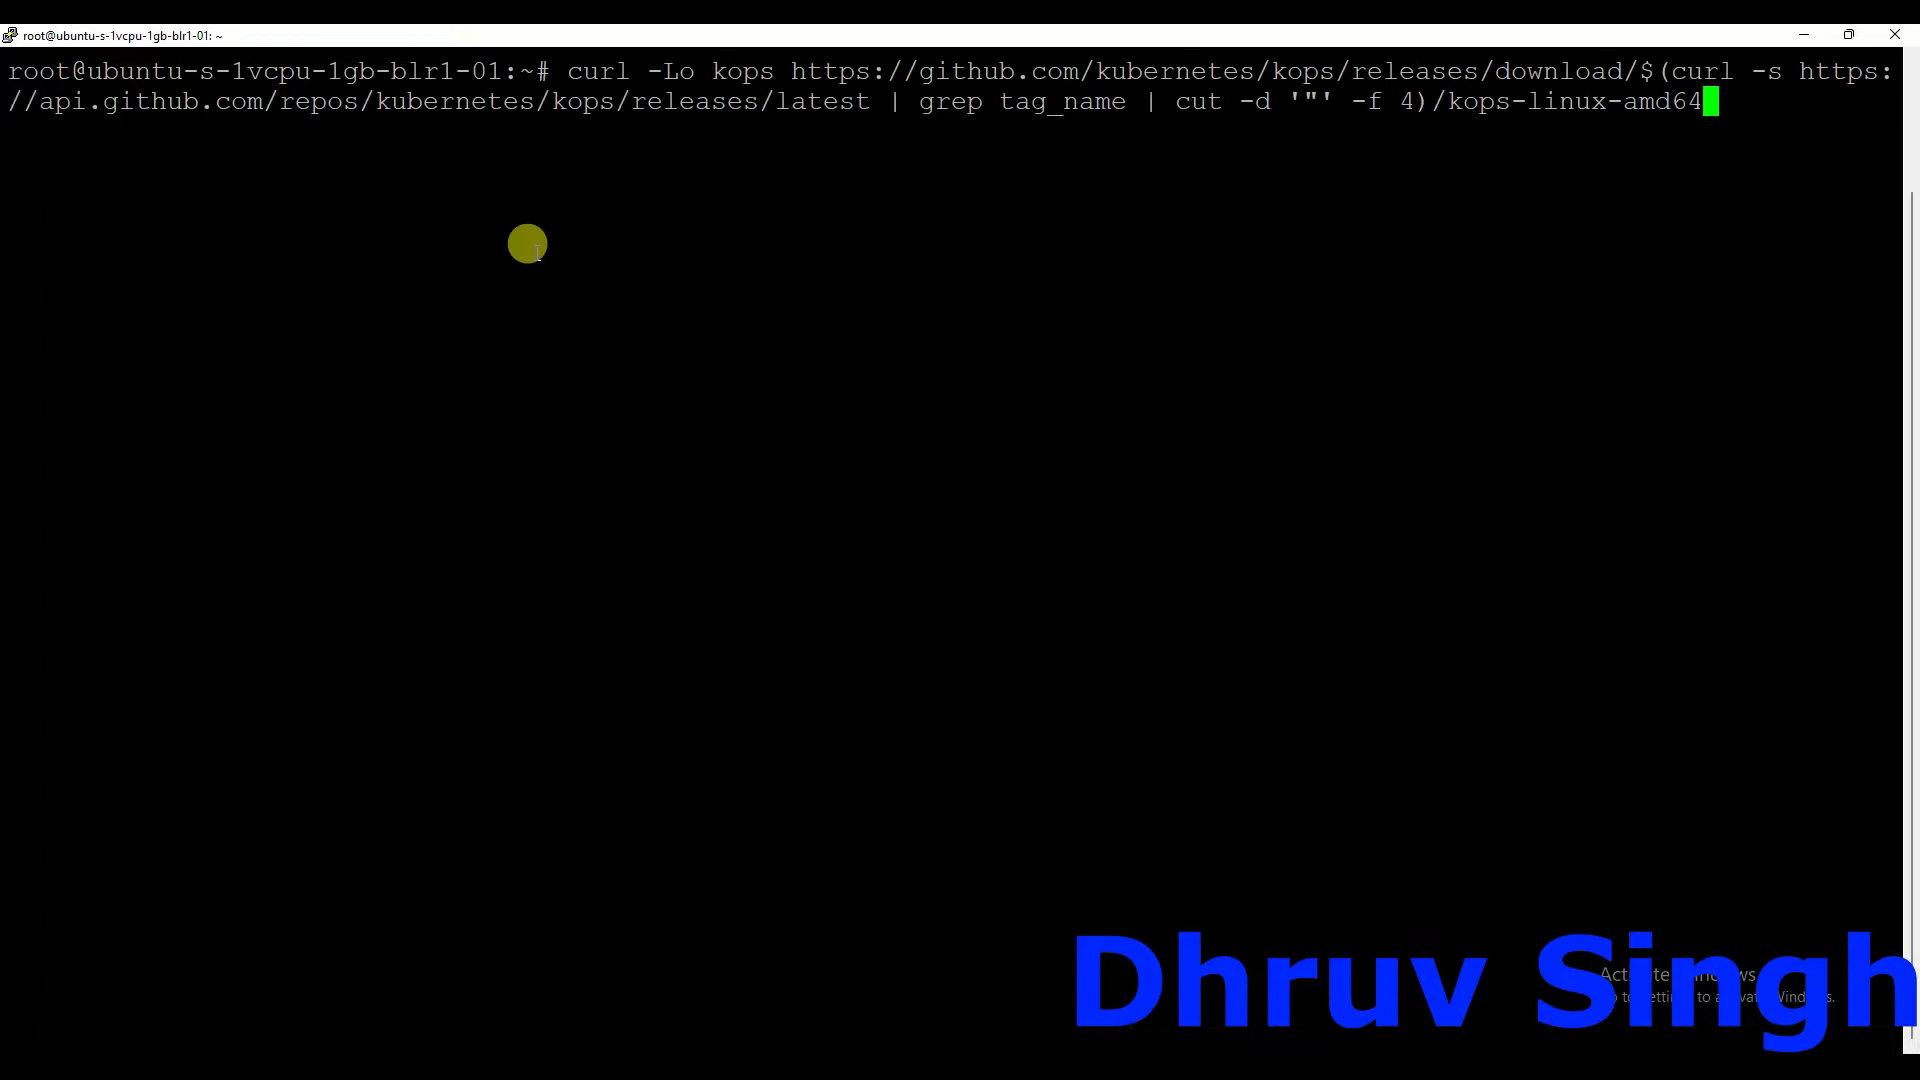 root@ubuntu-s-1vcpu-1gb-blr1-01: ~
root@ubuntu-s-1vcpu-1gb-blr1-01:~# curl -Lo kops https://github.com/kubernetes/kops/releases/download/$(curl -s https:
//api.github.com/repos/kubernetes/kops/releases/latest | grep tag_name | cut -d '"' -f 4)/kops-linux-amd64
Dhruv Singh